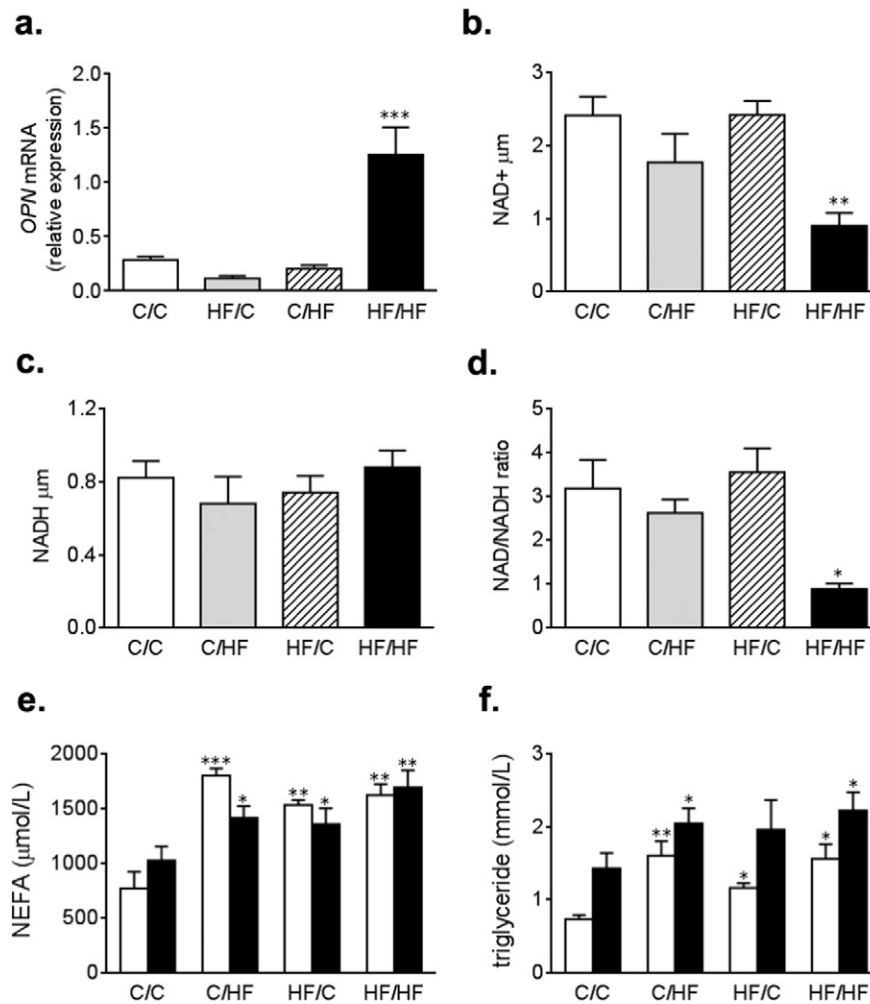 a.
2.0
1.5
1.0
0.5
0.0
OPN mRNA
(relative expression)
***
C/C HF/C C/HF HF/HF
b.
3
2
1
0
NAD+ μm
**
C/C C/HF HF/C HF/HF
c.
1.2
0.8
0.4
0.0
NADH μm
C/C C/HF HF/C HF/HF
d.
5
4
3
2
1
0
NAD/NADH ratio
*
C/C C/HF HF/C HF/HF
e.
2000
1500
1000
500
0
NEFA (μmol/L)
*** * ** * ** **
C/C C/HF HF/C HF/HF
f.
3
2
1
0
triglyceride (mmol/L)
** * * * *
C/C C/HF HF/C HF/HF